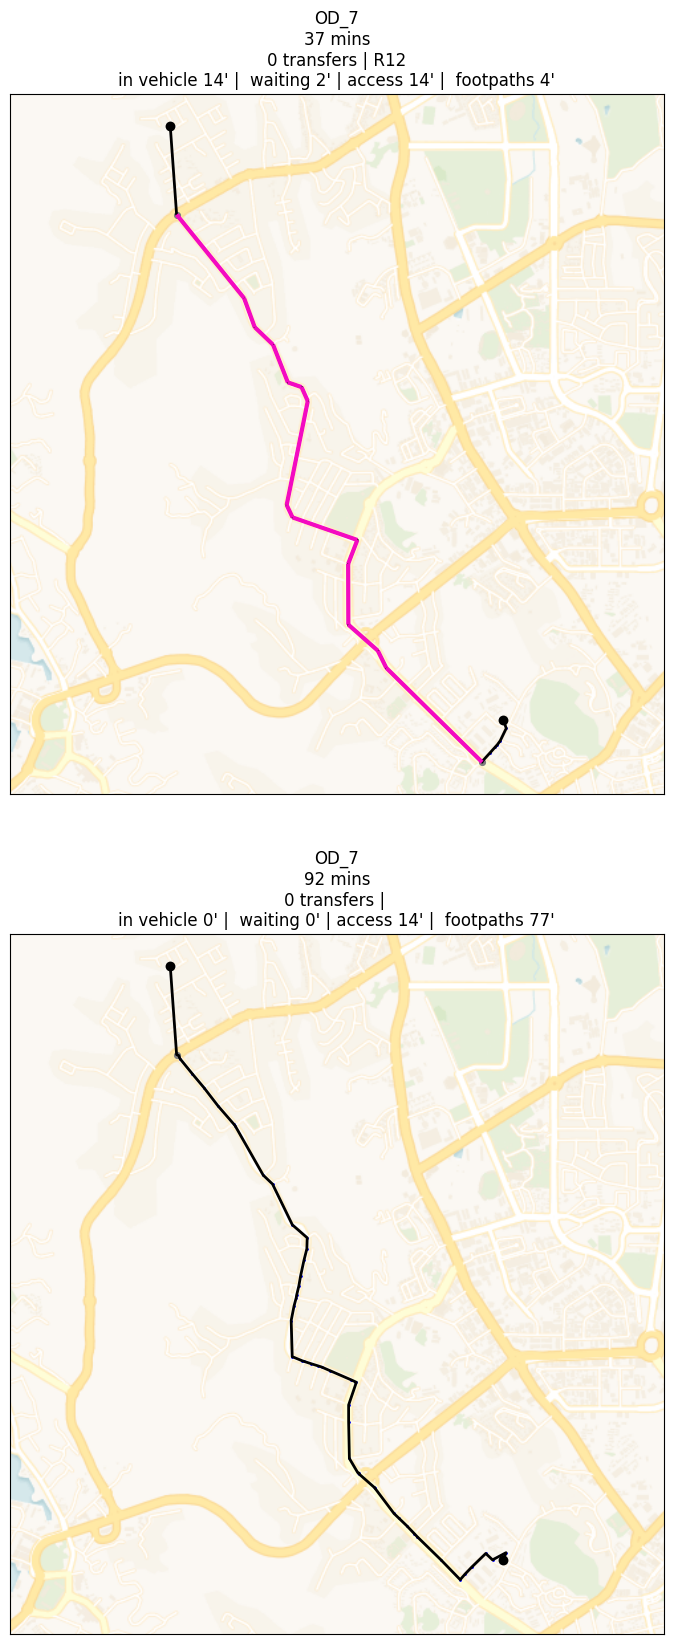 OD_7
37 mins
0 transfers | R12
in vehicle 14' |  waiting 2' | access 14' |  footpaths 4'
OD_7
92 mins
0 transfers |
in vehicle 0' |  waiting 0' | access 14' |  footpaths 77'